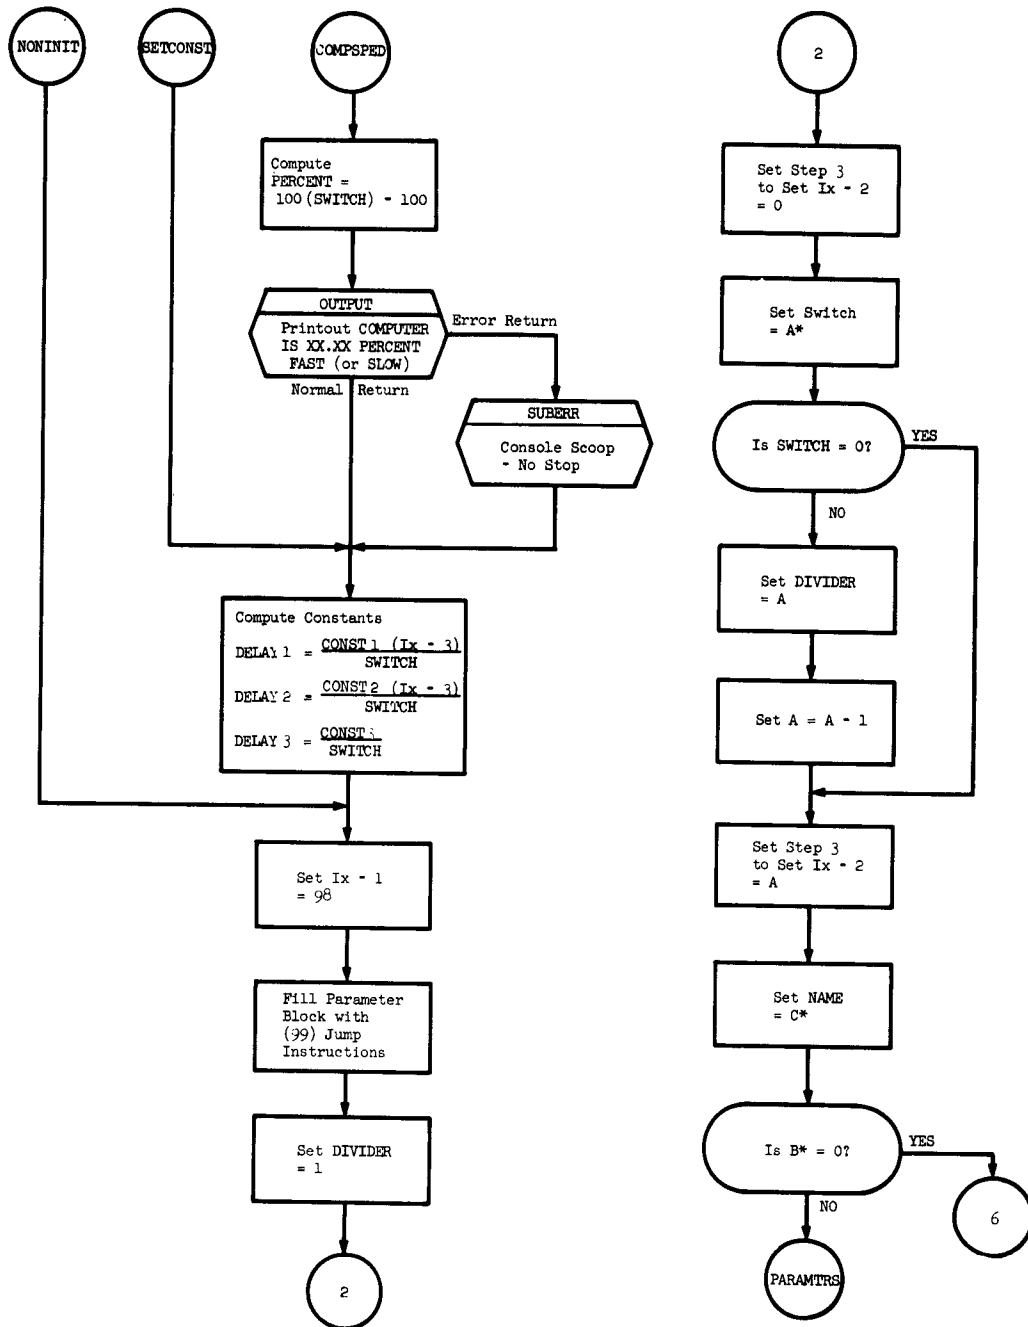 NONINIT
SETCONST
COMPSPED
Compute
PERCENT =
100 (SWITCH) - 100
OUTPUT
Printout COMPUTER
IS XX.XX PERCENT
FAST (or SLOW)
Error Return
Normal Return
SUBERR
Console Scoop
- No Stop
Compute Constants
DELAY 1 = CONST 1 (Ix - 3)
SWITCH
DELAY 2 = CONST 2 (Ix - 3)
SWITCH
DELAY 3 = CONST 3
SWITCH
Set Ix - 1
= 98
Fill Parameter
Block with
(99) Jump
Instructions
Set DIVIDER
= 1
2
2
Set Step 3
to Set Ix - 2
= 0
Set Switch
= A*
Is SWITCH = 0?
YES
NO
Set DIVIDER
= A
Set A = A - 1
Set Step 3
to Set Ix - 2
= A
Set NAME
= C*
Is B* = 0?
YES
NO
6
PARAMTRS